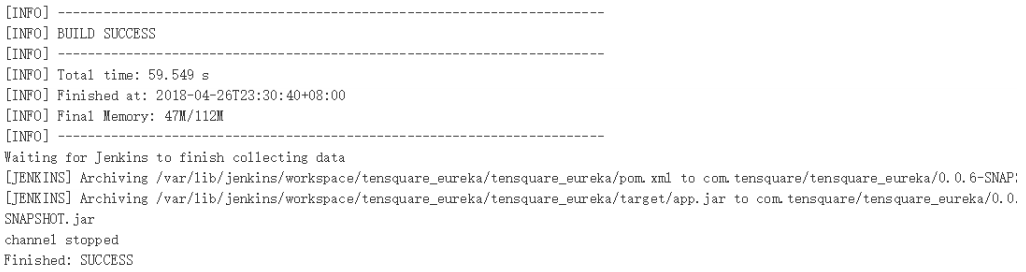 [INFO] ------------------------------------------------------------------------
[INFO] BUILD SUCCESS
[INFO] ------------------------------------------------------------------------
[INFO] Total time: 59.549 s
[INFO] Finished at: 2018-04-26T23:30:40+08:00
[INFO] Final Memory: 47M/112M
[INFO] ------------------------------------------------------------------------
Waiting for Jenkins to finish collecting data
[JENKINS] Archiving /var/lib/jenkins/workspace/tensquare_eureka/tensquare_eureka/pom.xml to com.tensquare/tensquare_eureka/0.0.6-SNAPS
[JENKINS] Archiving /var/lib/jenkins/workspace/tensquare_eureka/tensquare_eureka/target/app.jar to com.tensquare/tensquare_eureka/0.0.
SNAPSHOT.jar
channel stopped
Finished: SUCCESS